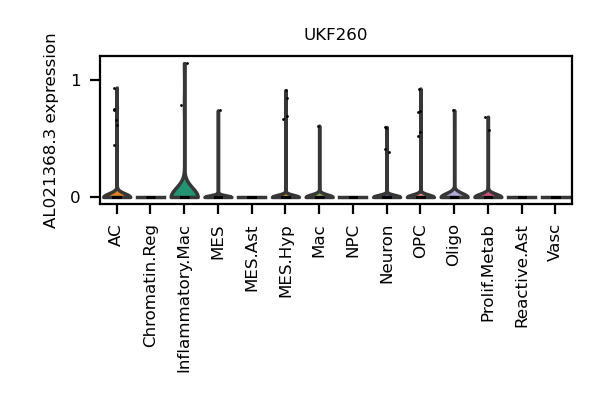 UKF260
AL021368.3 expression
1
0
AC
Chromatin.Reg
Inflammatory.Mac
MES
MES.Ast
MES.Hyp
Mac
NPC
Neuron
OPC
Oligo
Prolif.Metab
Reactive.Ast
Vasc